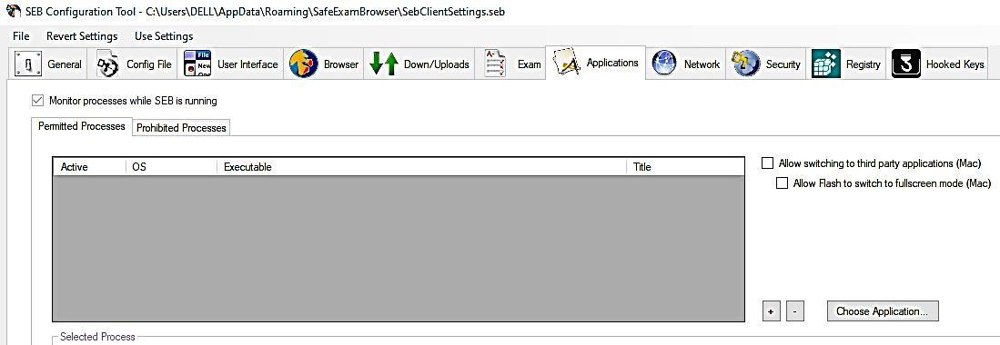 SEB Configuration Tool - C:\Users\DELL\AppData\Roaming\SafeExamBrowser\SebClientSettings.seb
File Revert Settings Use Settings
General Config File File New Ope User Interface Browser Down/Uploads A- Exam Applications Network Security Registry Hooked Keys
Monitor processes while SEB is running
Permitted Processes Prohibited Processes
Active OS Executable Title
Allow switching to third party applications (Mac)
Allow Flash to switch to fullscreen mode (Mac)
+ - Choose Application...
Selected Process